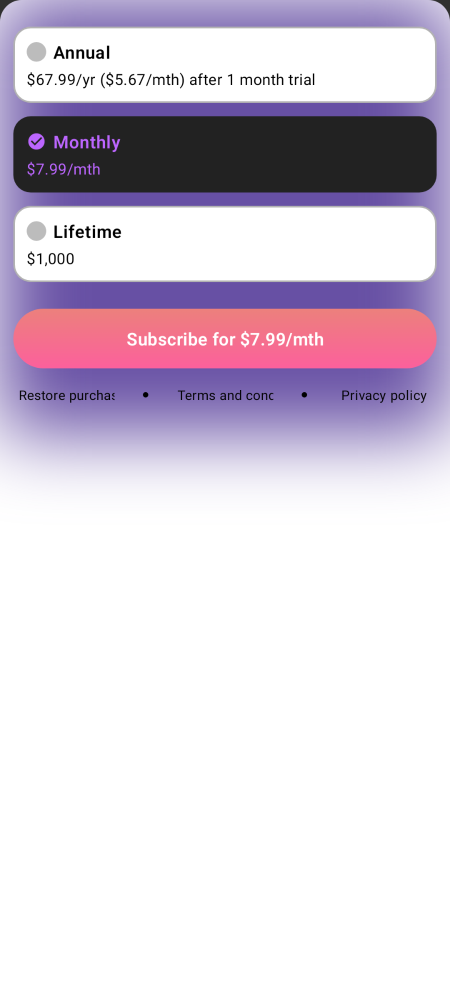 Annual
$67.99/yr ($5.67/mth) after 1 month trial
Monthly
$7.99/mth
Lifetime
$1,000
Subscribe for $7.99/mth
Restore purchas • Terms and cond • Privacy policy